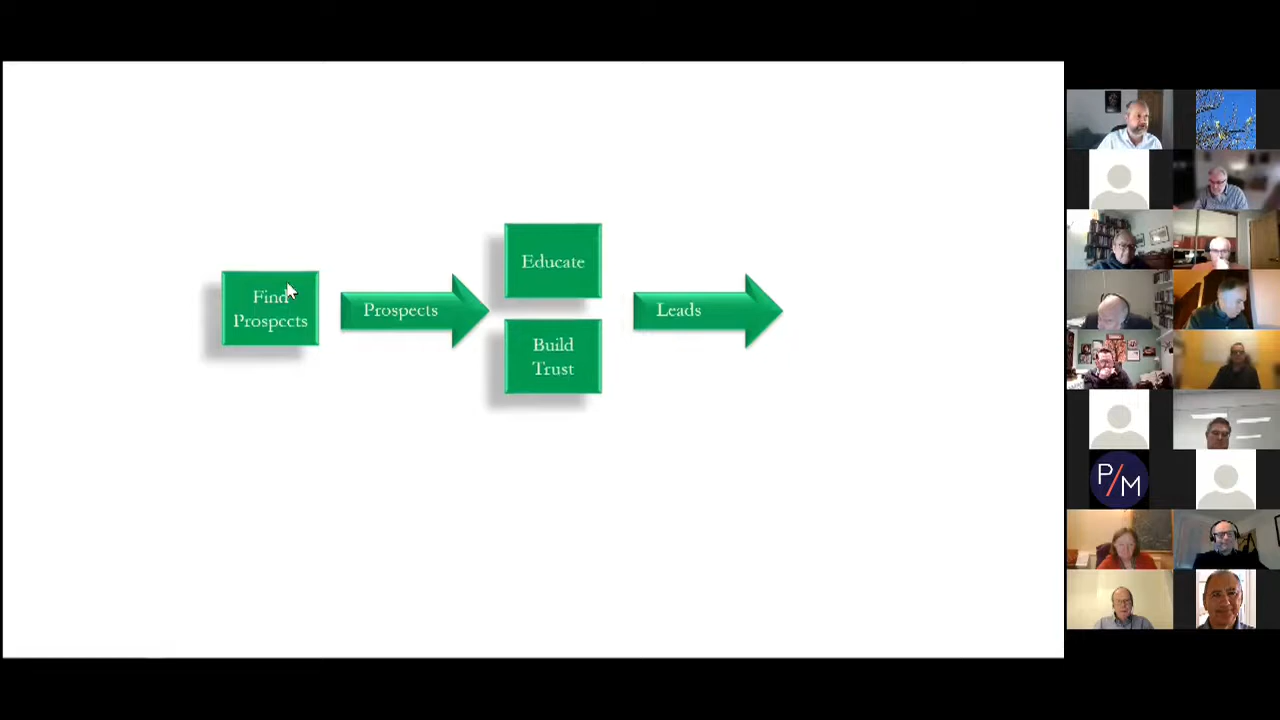 Find
Prospects
Prospects
Educate
Build
Trust
Leads
P/M